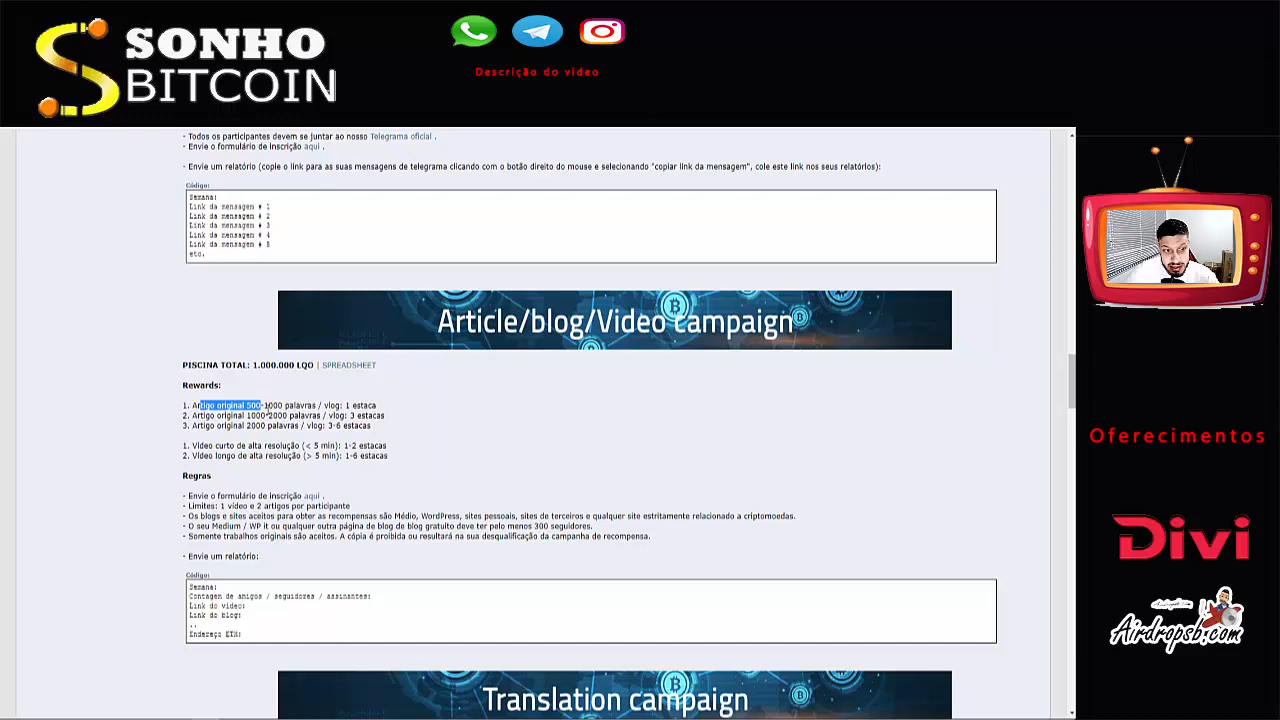 SONHO
BITCOIN
Descrição do vídeo
- Todos os participantes devem se juntar ao nosso Telegrama oficial .
- Envie o formulário de inscrição aqui .
- Envie um relatório (copie o link para as suas mensagens de telegrama clicando com o botão direito do mouse e selecionando "copiar link da mensagem", cole este link nos seus relatórios):
Código:
Semana:
Link da mensagem # 1
Link da mensagem # 2
Link da mensagem # 3
Link da mensagem # 4
Link da mensagem # 5
etc.
Article/blog/Video campaign
PISCINA TOTAL: 1.000.000 LQO | SPREADSHEET
Rewards:
1. Artigo original 500-1000 palavras / vlog: 1 estaca
2. Artigo original 1000-2000 palavras / vlog: 3 estacas
3. Artigo original 2000 palavras / vlog: 3-6 estacas
1. Vídeo curto de alta resolução (< 5 min): 1-2 estacas
2. Vídeo longo de alta resolução (> 5 min): 1-6 estacas
Regras
- Envie o formulário de inscrição aqui .
- Limites: 1 vídeo e 2 artigos por participante
- Os blogs e sites aceitos para obter as recompensas são Médio, WordPress, sites pessoais, sites de terceiros e qualquer site estritamente relacionado a criptomoedas.
- O seu Medium / WP it ou qualquer outra página de blog de blog gratuito deve ter pelo menos 300 seguidores.
- Somente trabalhos originais são aceitos. A cópia é proibida ou resultará na sua desqualificação da campanha de recompensa.
- Envie um relatório:
Código:
Semana:
Contagem de amigos / seguidores / assinantes:
Link do vídeo:
Link do blog:
..
Endereço ETH:
Translation campaign
Oferecimentos
Divi
Airdropsb.com